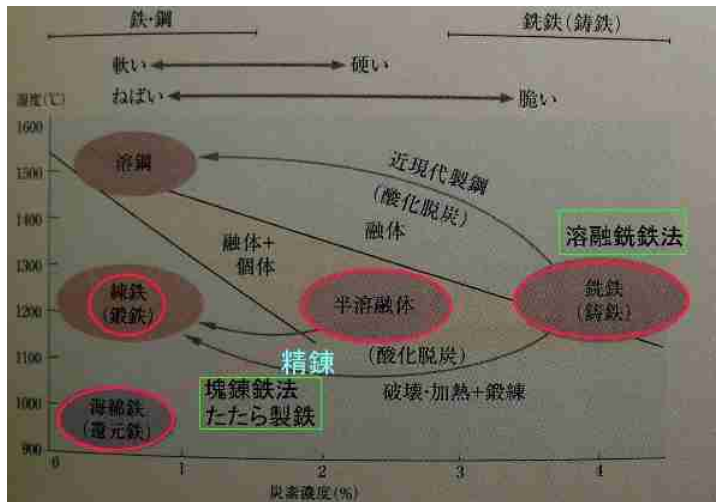 鉄・鋼
銑鉄(鋳鉄)
軟い
硬い
ねばい
脆い
温度(℃)
1600
1500
1400
1300
1200
1100
1000
900
溶鋼
近現代製鋼
(酸化脱炭)
融体
溶融銑鉄法
融体+
個体
錬鉄
(鍛鉄)
半溶融体
銑鉄
(鋳鉄)
精錬
(酸化脱炭)
塊錬鉄法
たたら製鉄
破壊・加熱+鍛練
海綿鉄
(還元鉄)
0
1
2
3
4
炭素濃度(%)